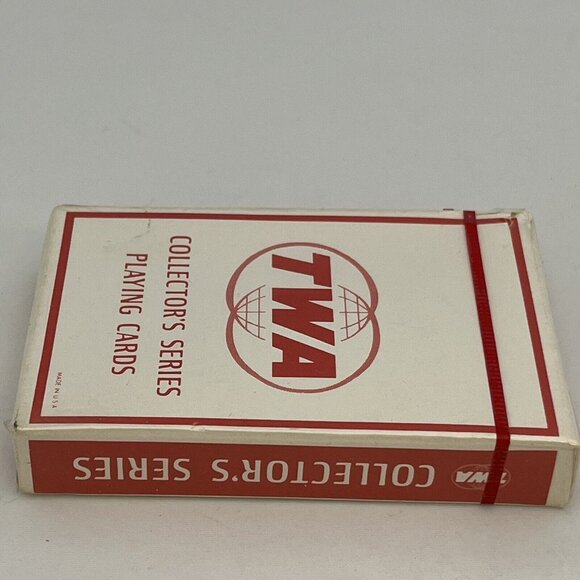 TWA
COLLECTOR'S SERIES
PLAYING CARDS
MADE IN U.S.A.
TWA COLLECTOR'S SERIES